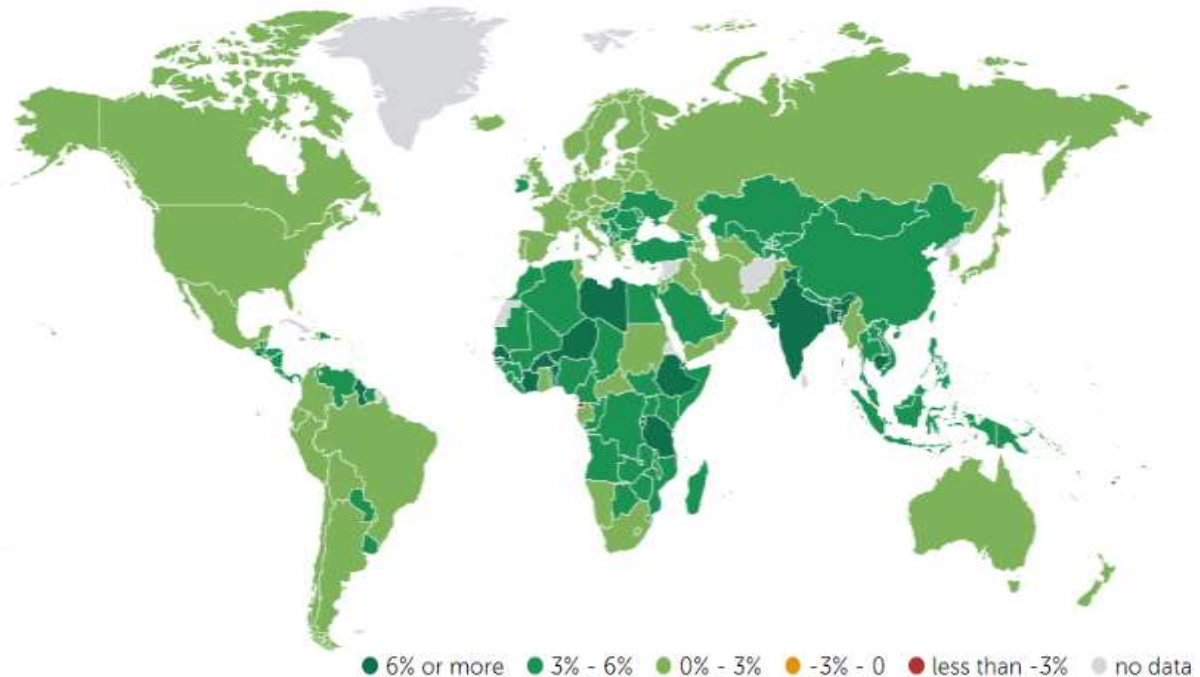 6% or more 3% - 6% 0% - 3% -3% - 0 less than -3% no data